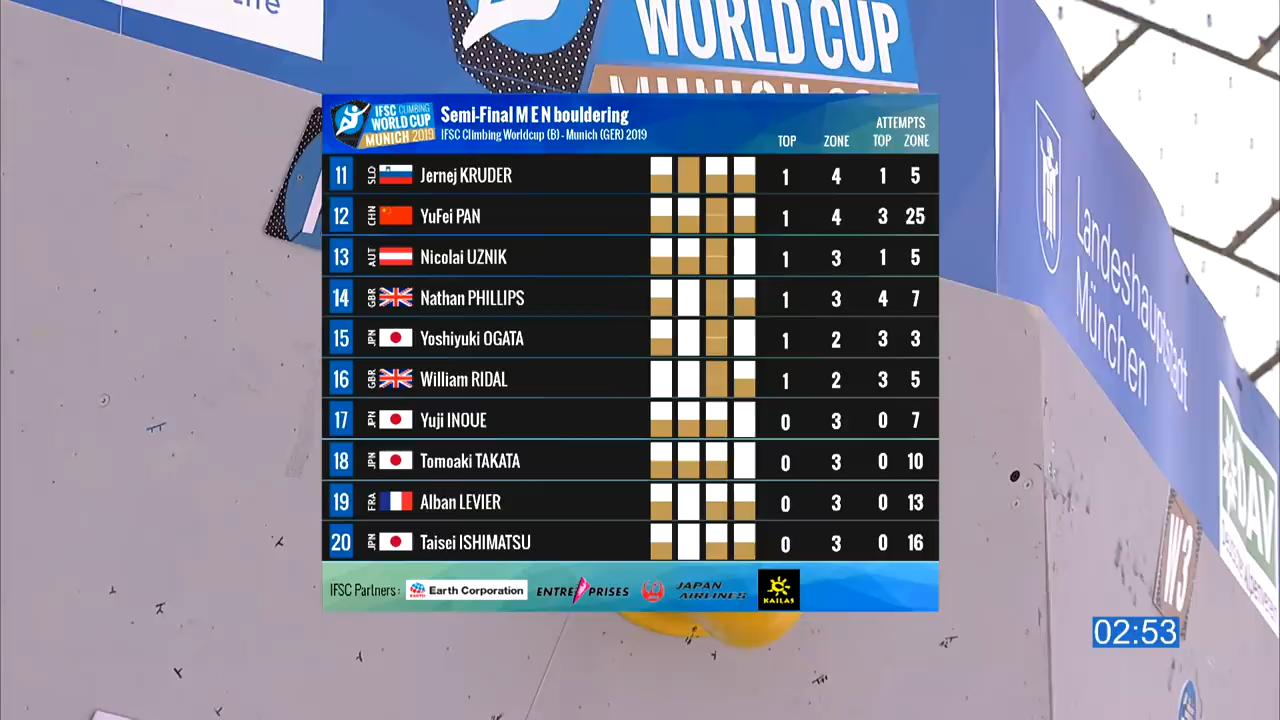 WORLD CUP
IFSC CLIMBING
WORLD CUP
MUNICH 2019
Semi-Final M E N bouldering
IFSC Climbing Worldcup (B) - Munich (GER) 2019
ATTEMPTS
TOP ZONE TOP ZONE
11 SLO Jernej KRUDER 1 4 1 5
12 CHN YuFei PAN 1 4 3 25
13 AUT Nicolai UZNIK 1 3 1 5
14 GBR Nathan PHILLIPS 1 3 4 7
15 JPN Yoshiyuki OGATA 1 2 3 3
16 GBR William RIDAL 1 2 3 5
17 JPN Yuji INOUE 0 3 0 7
18 JPN Tomoaki TAKATA 0 3 0 10
19 FRA Alban LEVIER 0 3 0 13
20 JPN Taisei ISHIMATSU 0 3 0 16
IFSC Partners: EARTH Earth Corporation ENTRE PRISES JAPAN AIRLINES KAILAS
Landeshauptstadt
München
DAV
W3
02:53